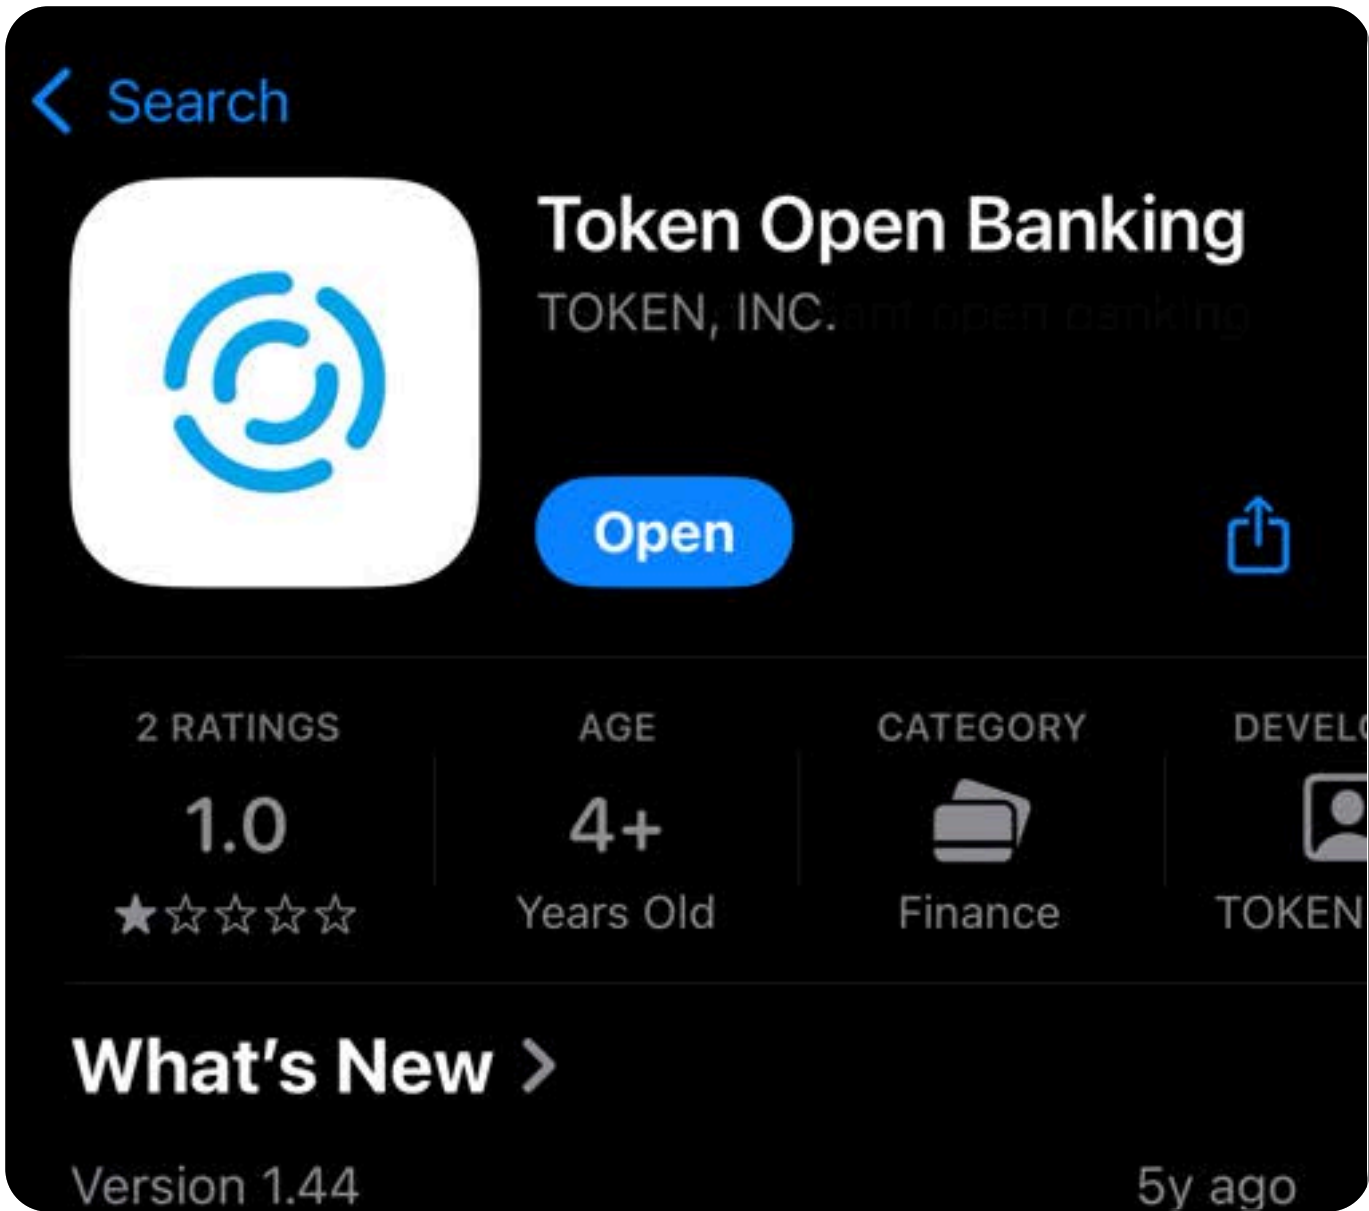 Search
Token Open Banking
TOKEN, INC.
Open
2 RATINGS
AGE
CATEGORY
1.0
4+
Years Old
Finance
TOKEN
What's New
Version 1.44
5y ago